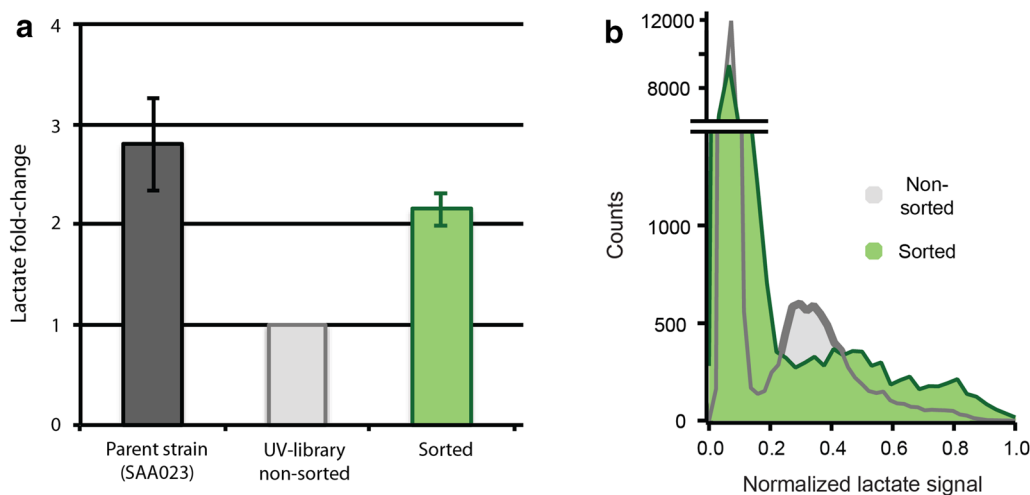 a
4
3
2
1
0
Lactate fold-change
Parent strain
(SAA023)
UV-library
non-sorted
Sorted
b
12000
8000
1000
500
0
Counts
Non-
sorted
Sorted
0.0 0.2 0.4 0.6 0.8 1.0
Normalized lactate signal